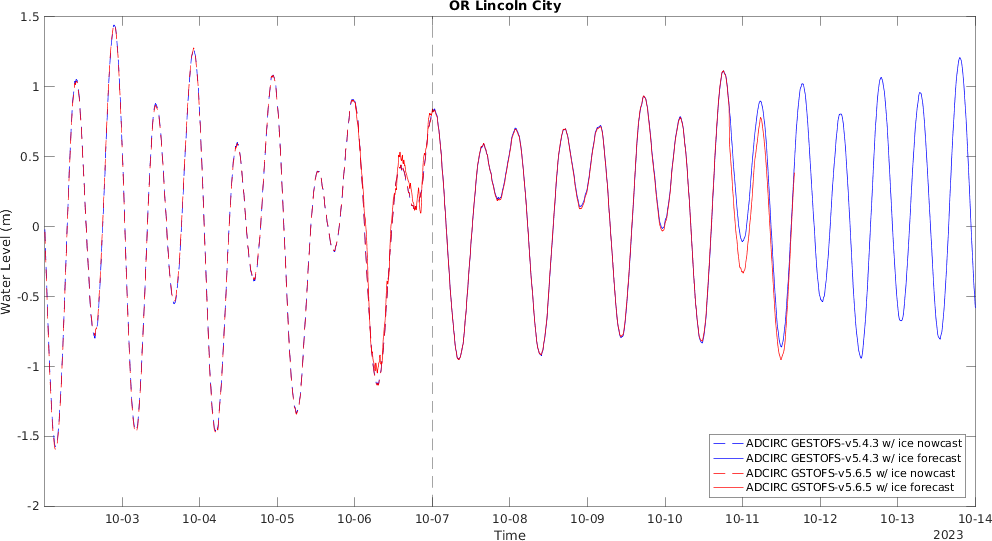 OR Lincoln City
1.5
1
0.5
0
-0.5
-1
-1.5
-2
Water Level (m)
ADCIRC GESTOFS-v5.4.3 w/ ice nowcast
ADCIRC GESTOFS-v5.4.3 w/ ice forecast
ADCIRC GSTOFS-v5.6.5 w/ ice nowcast
ADCIRC GSTOFS-v5.6.5 w/ ice forecast
10-03 10-04 10-05 10-06 10-07 10-08 10-09 10-10 10-11 10-12 10-13 10-14
Time
2023